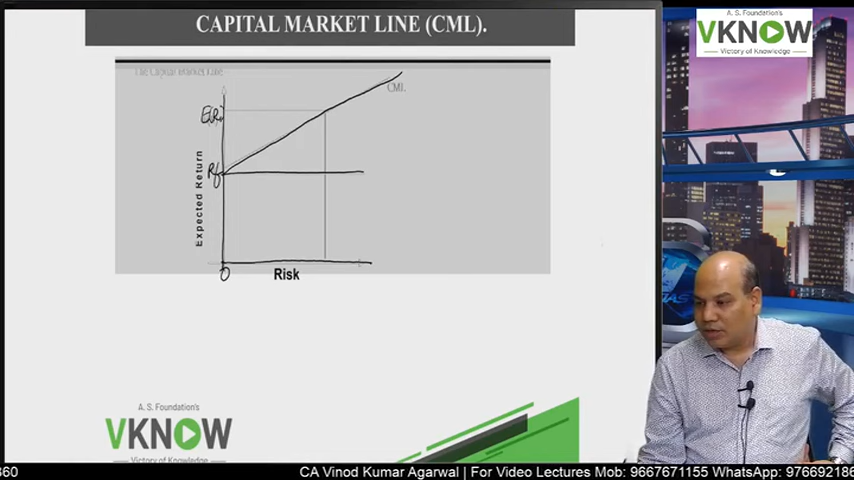 CAPITAL MARKET LINE (CML).
A. S. Foundation's
VKNOW
Victory of Knowledge
The Capital Market Line
CML
E(R)
Rf
Expected Return
0
Risk
A. S. Foundation's
VKNOW
Victory of Knowledge
360
CA Vinod Kumar Agarwal | For Video Lectures Mob: 9667671155 WhatsApp: 976692186